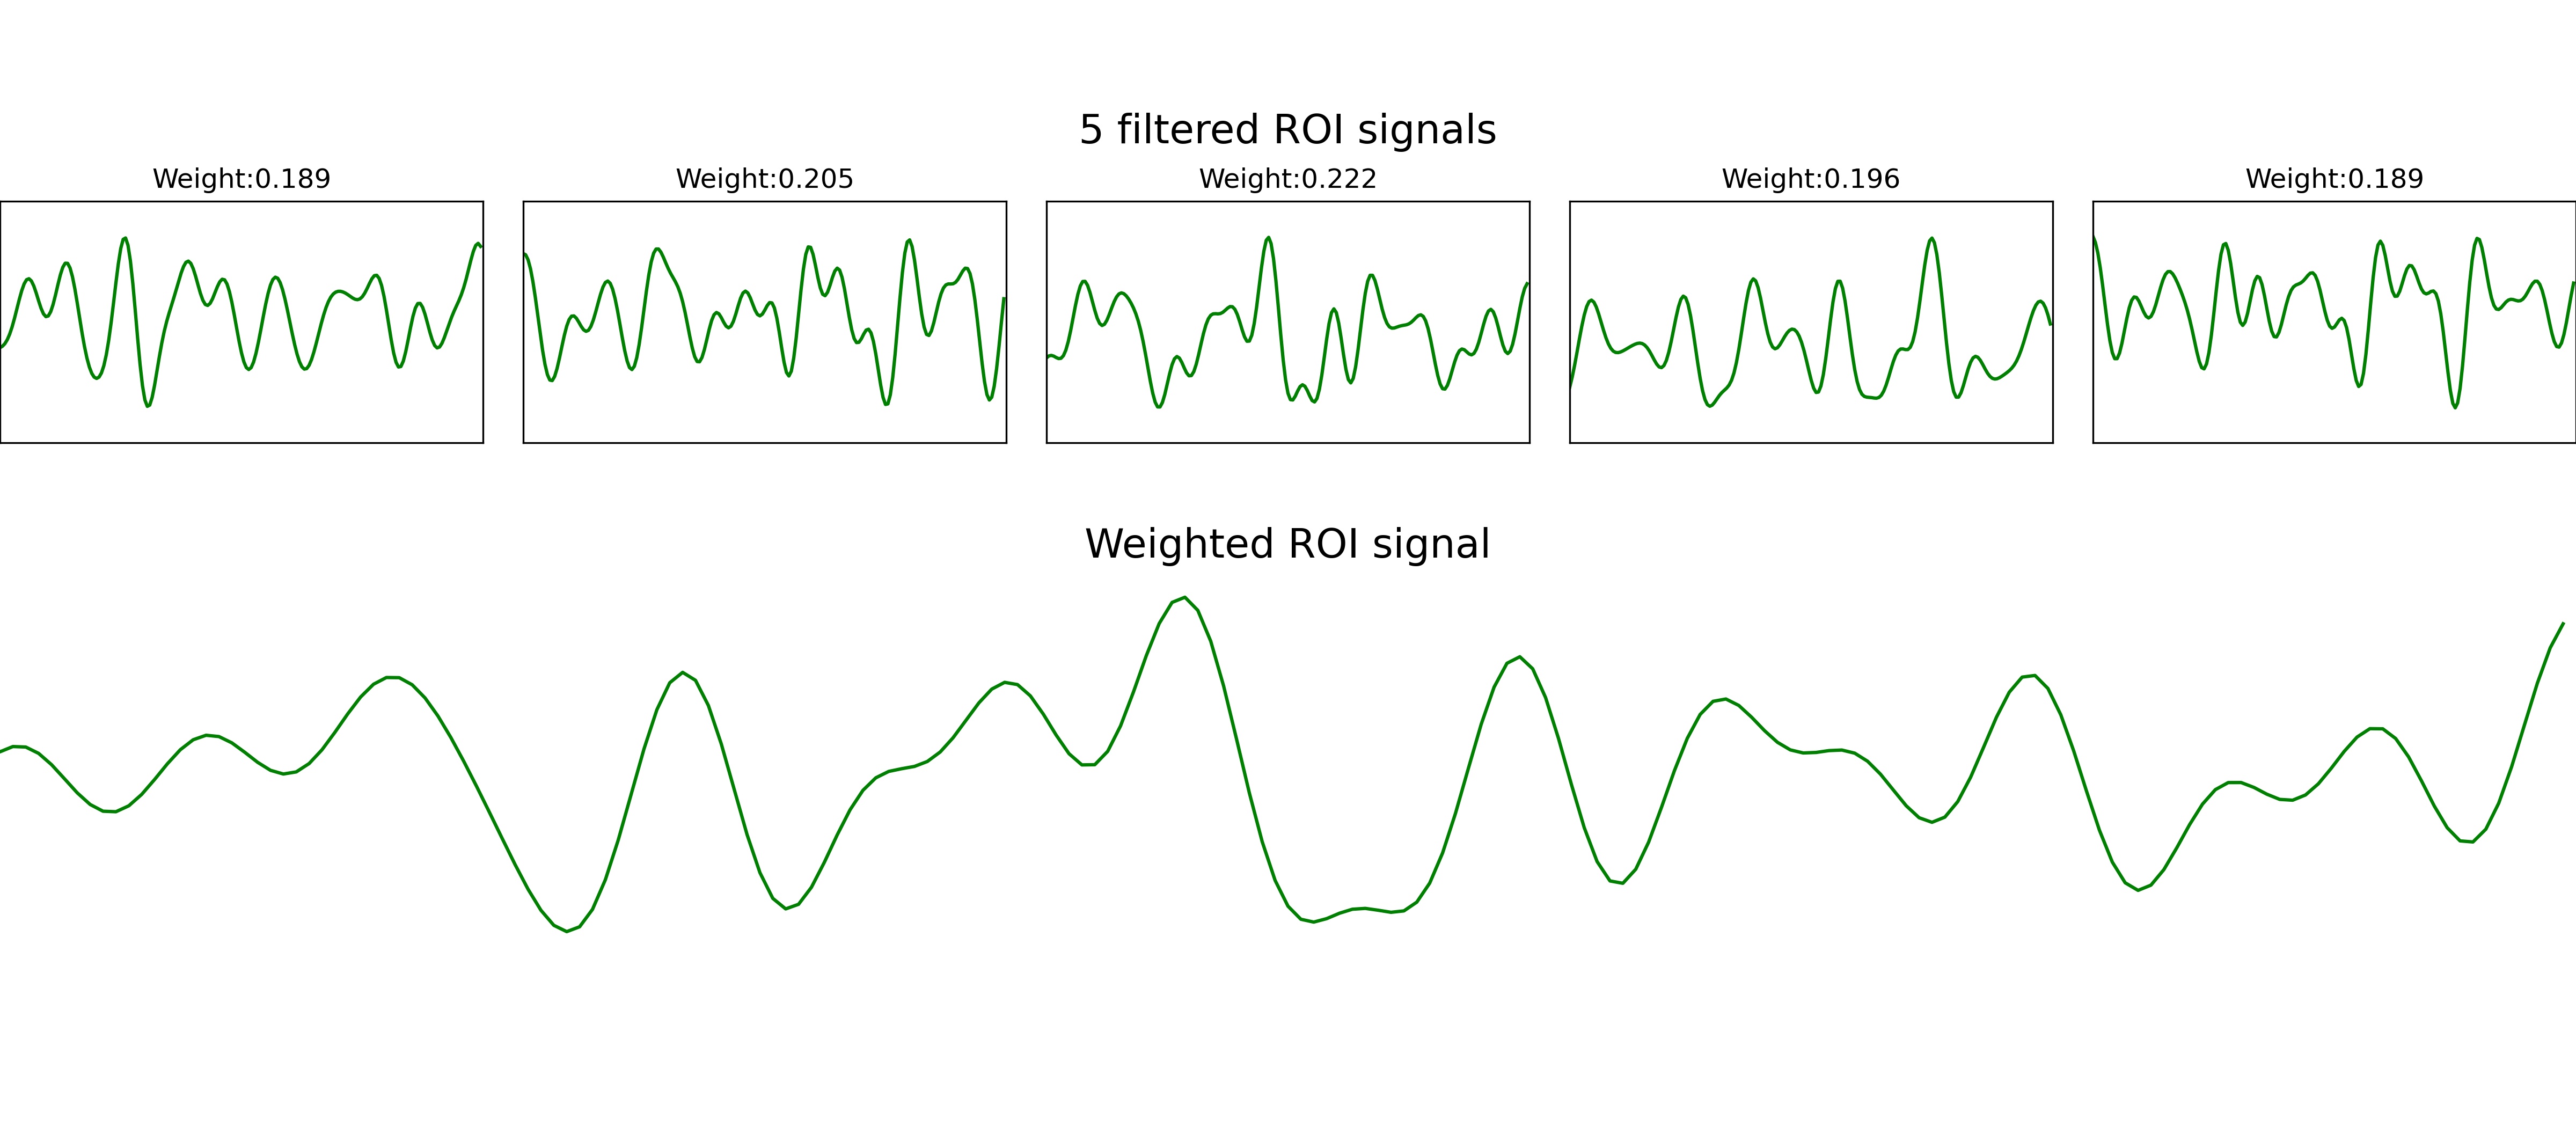 5 filtered ROI signals
Weight:0.189
Weight:0.205
Weight:0.222
Weight:0.196
Weight:0.189
Weighted ROI signal